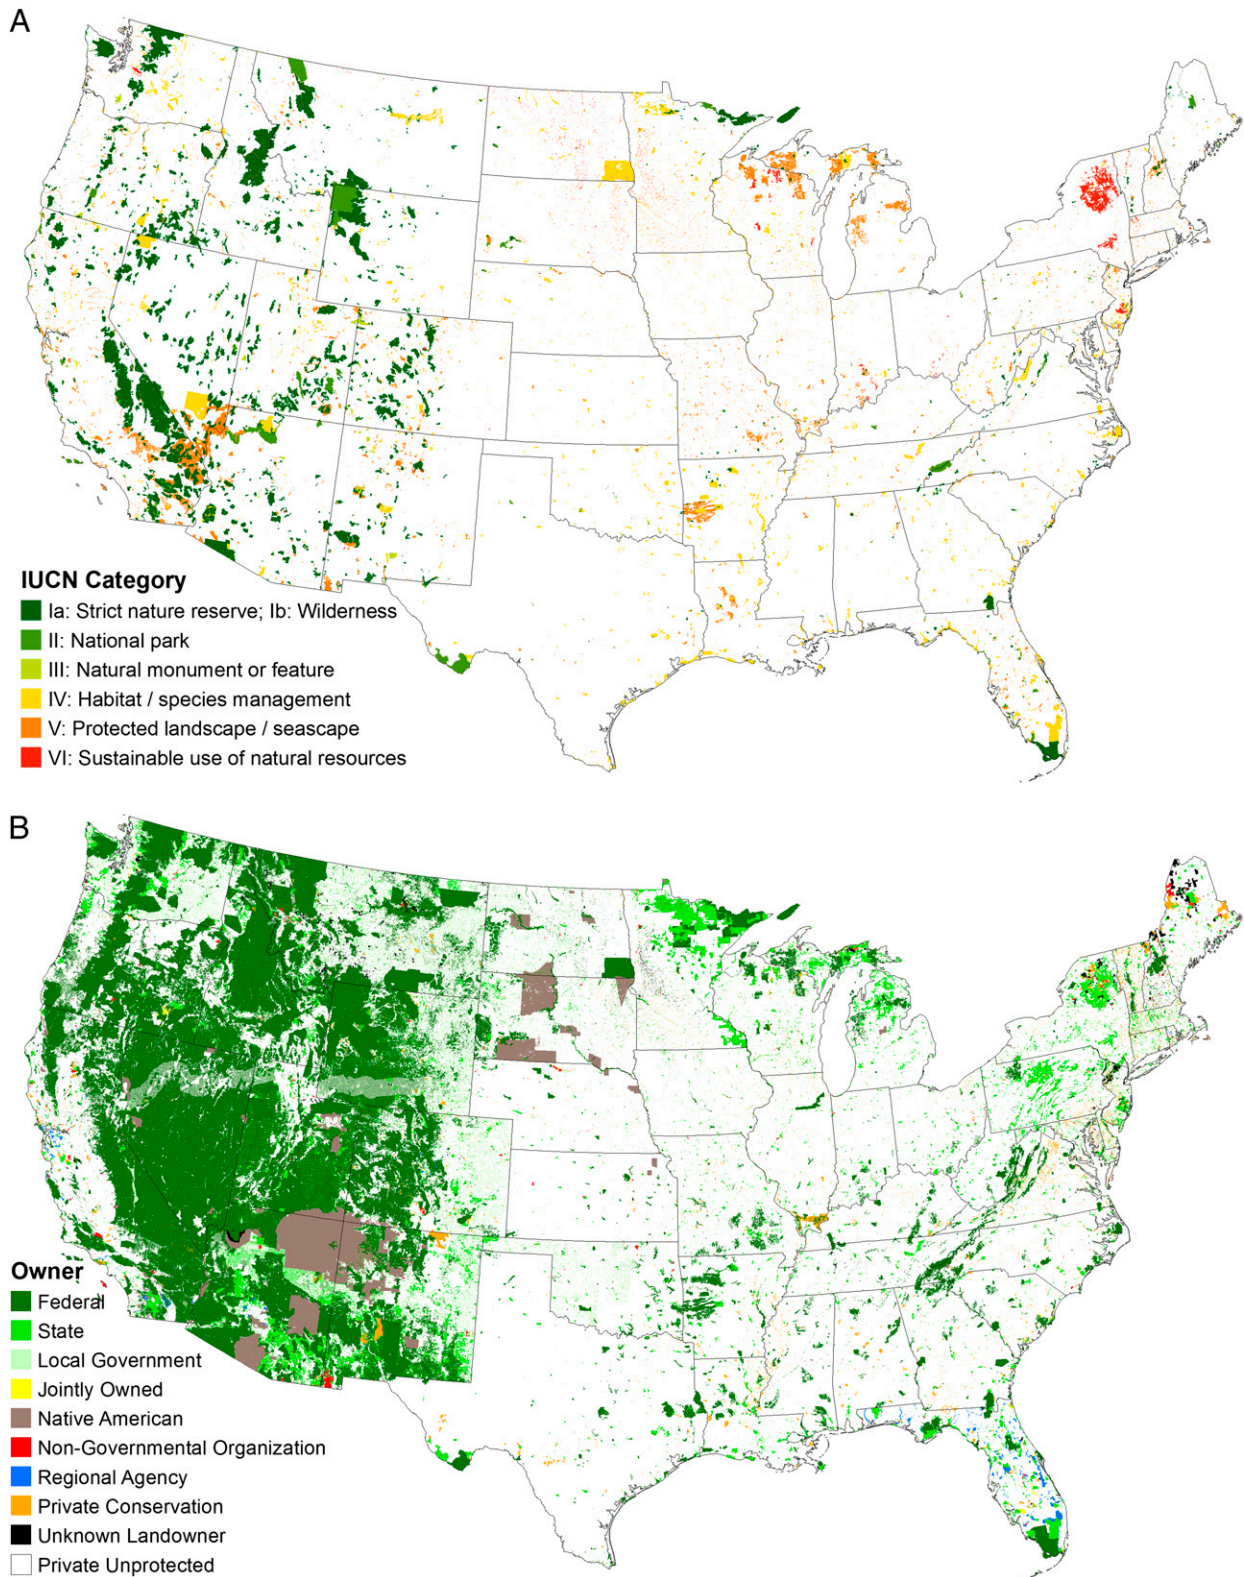 A
IUCN Category
Ia: Strict nature reserve; Ib: Wilderness
II: National park
III: Natural monument or feature
IV: Habitat / species management
V: Protected landscape / seascape
VI: Sustainable use of natural resources
B
Owner
Federal
State
Local Government
Jointly Owned
Native American
Non-Governmental Organization
Regional Agency
Private Conservation
Unknown Landowner
Private Unprotected